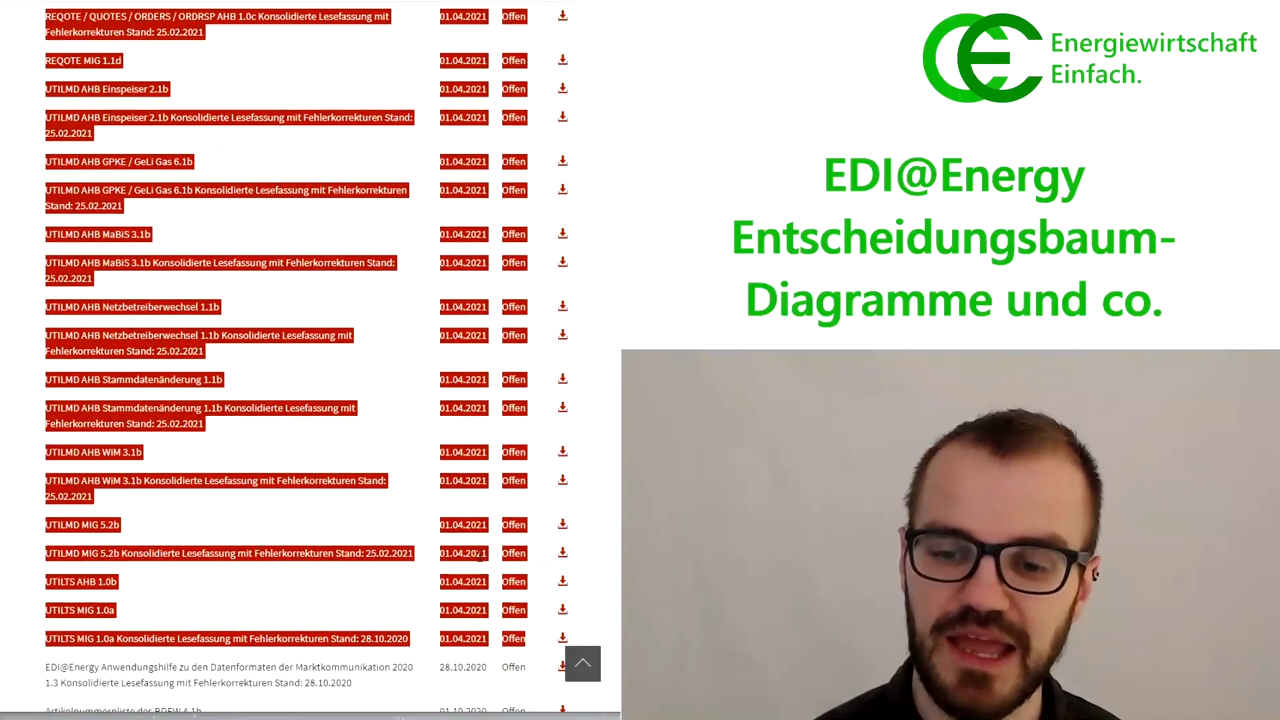 REQOTE / QUOTES / ORDERS / ORDRSP AHB 1.0c Konsolidierte Lesefassung mit 01.04.2021 Offen
Fehlerkorrekturen Stand: 25.02.2021
REQOTE MIG 1.1d 01.04.2021 Offen
UTILMD AHB Einspeiser 2.1b 01.04.2021 Offen
UTILMD AHB Einspeiser 2.1b Konsolidierte Lesefassung mit Fehlerkorrekturen Stand: 01.04.2021 Offen
25.02.2021
UTILMD AHB GPKE / GeLi Gas 6.1b 01.04.2021 Offen
UTILMD AHB GPKE / GeLi Gas 6.1b Konsolidierte Lesefassung mit Fehlerkorrekturen 01.04.2021 Offen
Stand: 25.02.2021
UTILMD AHB MaBiS 3.1b 01.04.2021 Offen
UTILMD AHB MaBiS 3.1b Konsolidierte Lesefassung mit Fehlerkorrekturen Stand: 01.04.2021 Offen
25.02.2021
UTILMD AHB Netzbetreiberwechsel 1.1b 01.04.2021 Offen
UTILMD AHB Netzbetreiberwechsel 1.1b Konsolidierte Lesefassung mit 01.04.2021 Offen
Fehlerkorrekturen Stand: 25.02.2021
UTILMD AHB Stammdatenänderung 1.1b 01.04.2021 Offen
UTILMD AHB Stammdatenänderung 1.1b Konsolidierte Lesefassung mit 01.04.2021 Offen
Fehlerkorrekturen Stand: 25.02.2021
UTILMD AHB WiM 3.1b 01.04.2021 Offen
UTILMD AHB WiM 3.1b Konsolidierte Lesefassung mit Fehlerkorrekturen Stand: 01.04.2021 Offen
25.02.2021
UTILMD MIG 5.2b 01.04.2021 Offen
UTILMD MIG 5.2b Konsolidierte Lesefassung mit Fehlerkorrekturen Stand: 25.02.2021 01.04.2021 Offen
UTILTS AHB 1.0b 01.04.2021 Offen
UTILTS MIG 1.0a 01.04.2021 Offen
UTILTS MIG 1.0a Konsolidierte Lesefassung mit Fehlerkorrekturen Stand: 28.10.2020 01.04.2021 Offen
EDI@Energy Anwendungshilfe zu den Datenformaten der Marktkommunikation 2020 28.10.2020 Offen
1.3 Konsolidierte Lesefassung mit Fehlerkorrekturen Stand: 28.10.2020
Artikelnummernliste des BDEW 4.1b 01.10.2020 Offen
Energiewirtschaft
Einfach.
EDI@Energy
Entscheidungsbaum-
Diagramme und co.